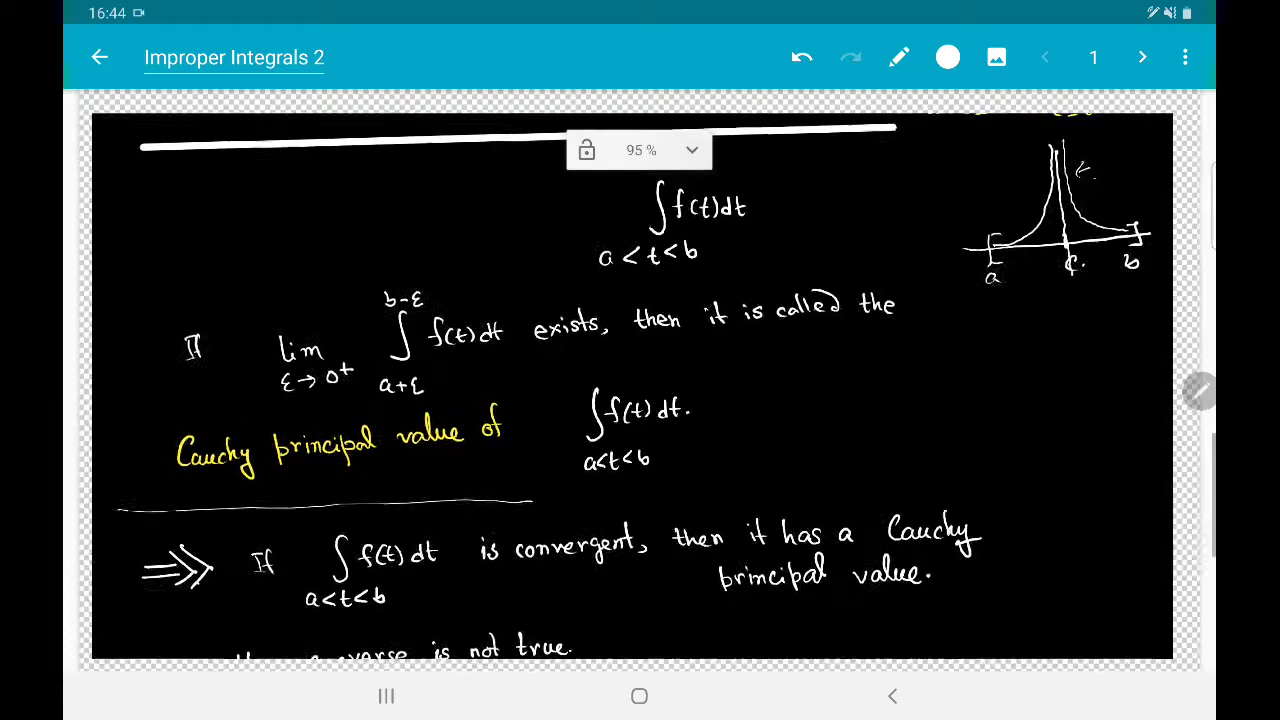 16:44
Improper Integrals 2
1
95 %
∫ f(t)dt
a < t < b
a
c
b
If lim ε→0+ ∫ a+ε b-ε f(t)dt exists, then it is called the
Cauchy principal value of ∫ f(t)dt.
a<t<b
If ∫ f(t)dt is convergent, then it has a Cauchy
a<t<b
principal value.
converse is not true.